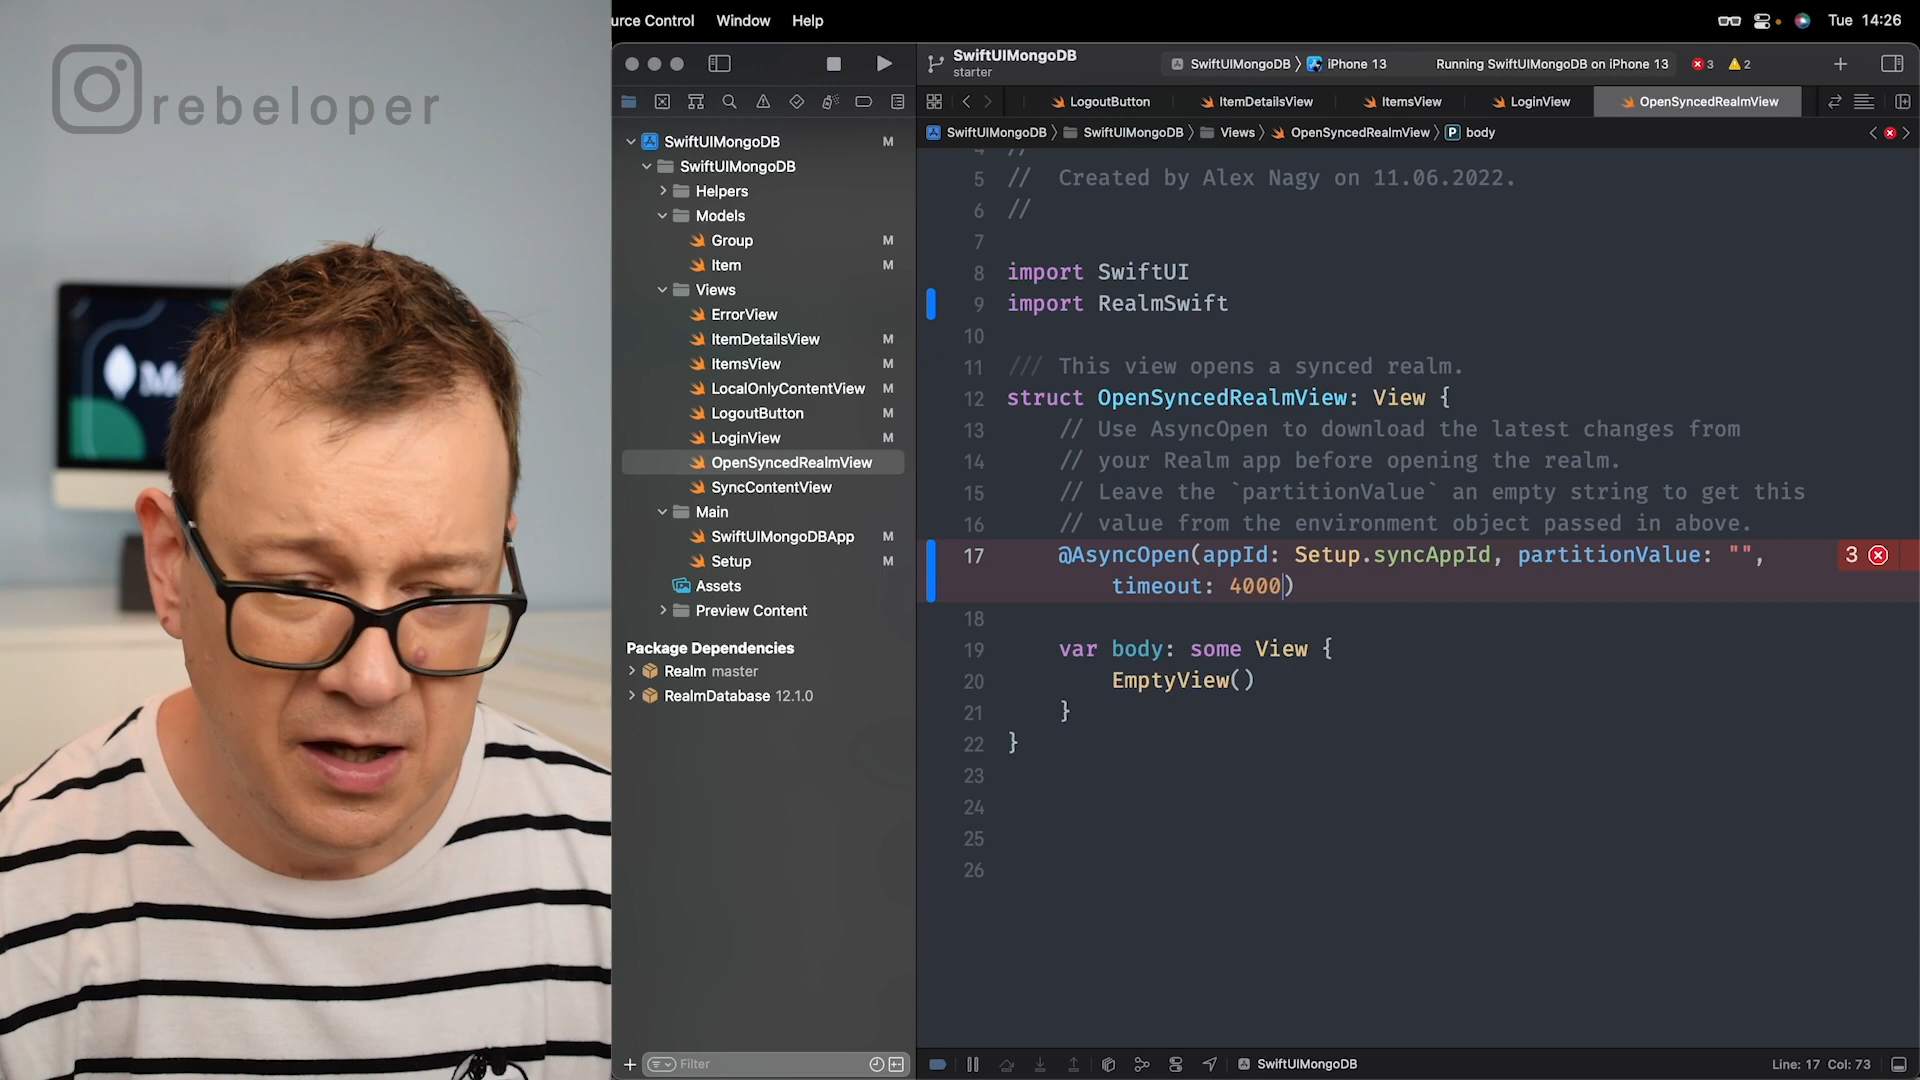 urce Control Window Help
Tue 14:26
rebeloper
SwiftUIMongoDB
starter
SwiftUIMongoDB
iPhone 13
Running SwiftUIMongoDB on iPhone 13
3
2
LogoutButton
ItemDetailsView
ItemsView
LoginView
OpenSyncedRealmView
SwiftUIMongoDB
SwiftUIMongoDB
Views
OpenSyncedRealmView
P body
SwiftUIMongoDB M
SwiftUIMongoDB
Helpers
Models
Group M
Item M
Views
ErrorView
ItemDetailsView M
ItemsView M
LocalOnlyContentView M
LogoutButton M
LoginView M
OpenSyncedRealmView
SyncContentView
Main
SwiftUIMongoDBApp M
Setup M
Assets
Preview Content
Package Dependencies
Realm master
RealmDatabase 12.1.0
Filter
4 //
5 // Created by Alex Nagy on 11.06.2022.
6 //
7
8 import SwiftUI
9 import RealmSwift
10
11 /// This view opens a synced realm.
12 struct OpenSyncedRealmView: View {
13 // Use AsyncOpen to download the latest changes from
14 // your Realm app before opening the realm.
15 // Leave the `partitionValue` an empty string to get this
16 // value from the environment object passed in above.
17 @AsyncOpen(appId: Setup.syncAppId, partitionValue: "", 3
timeout: 4000)
18
19 var body: some View {
20 EmptyView()
21 }
22 }
23
24
25
26
SwiftUIMongoDB
Line: 17 Col: 73